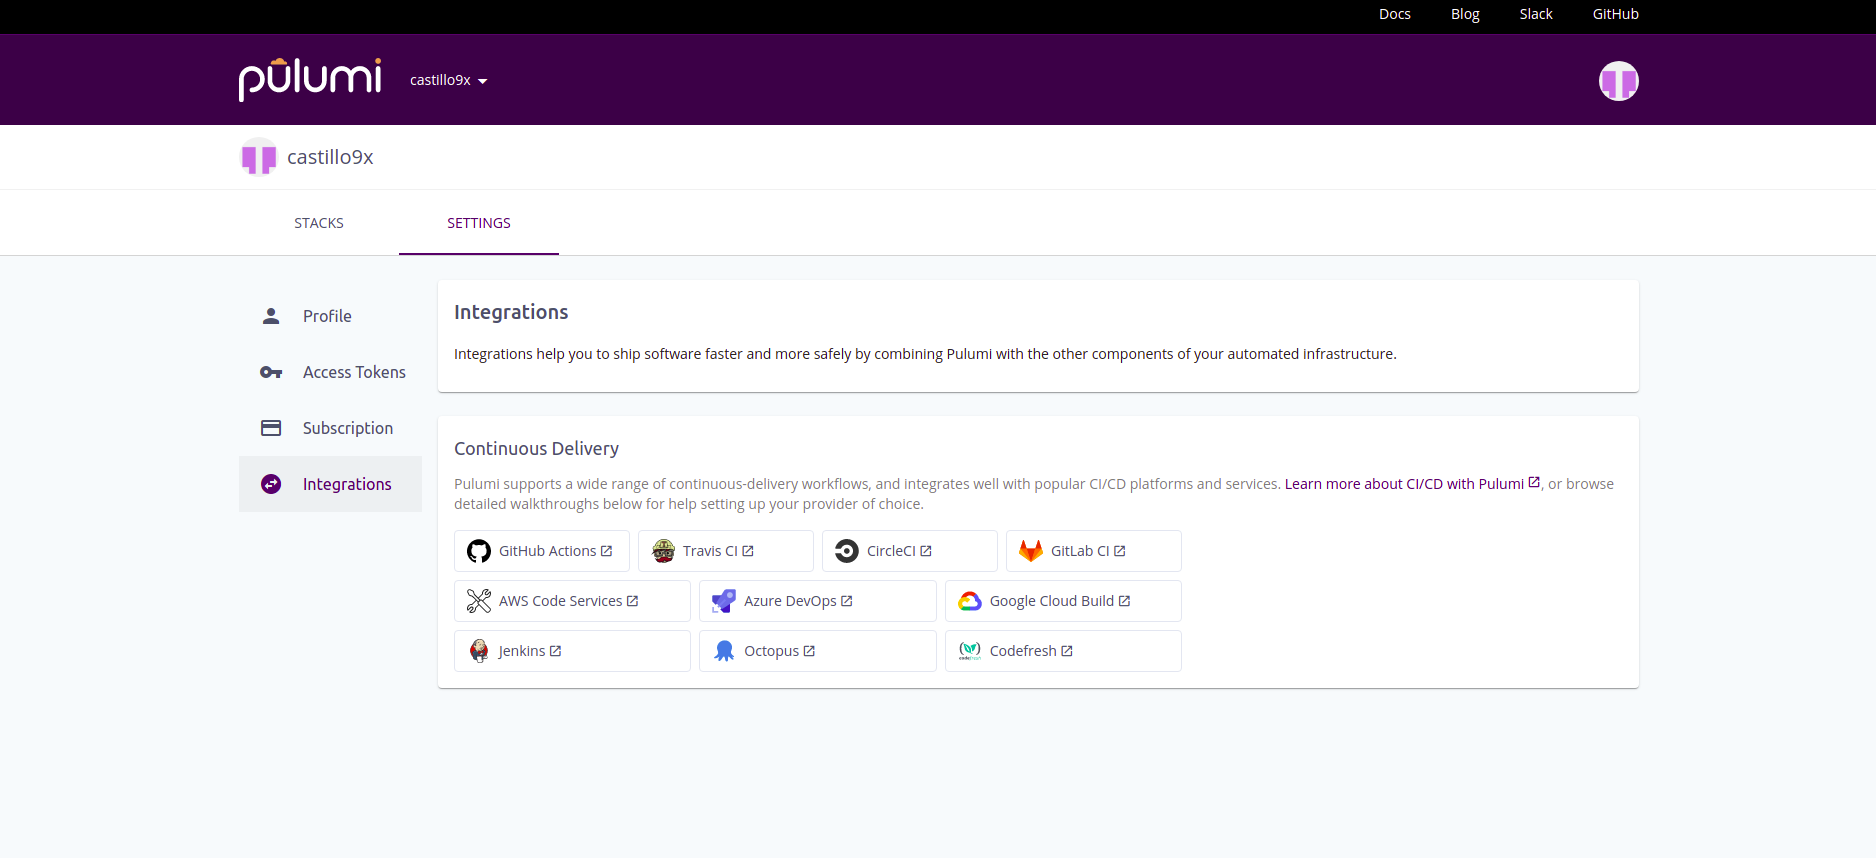 Docs Blog Slack GitHub
pulumi castillo9x
castillo9x
STACKS SETTINGS
Profile
Access Tokens
Subscription
Integrations
Integrations
Integrations help you to ship software faster and more safely by combining Pulumi with the other components of your automated infrastructure.
Continuous Delivery
Pulumi supports a wide range of continuous-delivery workflows, and integrates well with popular CI/CD platforms and services. Learn more about CI/CD with Pulumi, or browse
detailed walkthroughs below for help setting up your provider of choice.
GitHub Actions Travis CI CircleCI GitLab CI
AWS Code Services Azure DevOps Google Cloud Build
Jenkins Octopus Codefresh